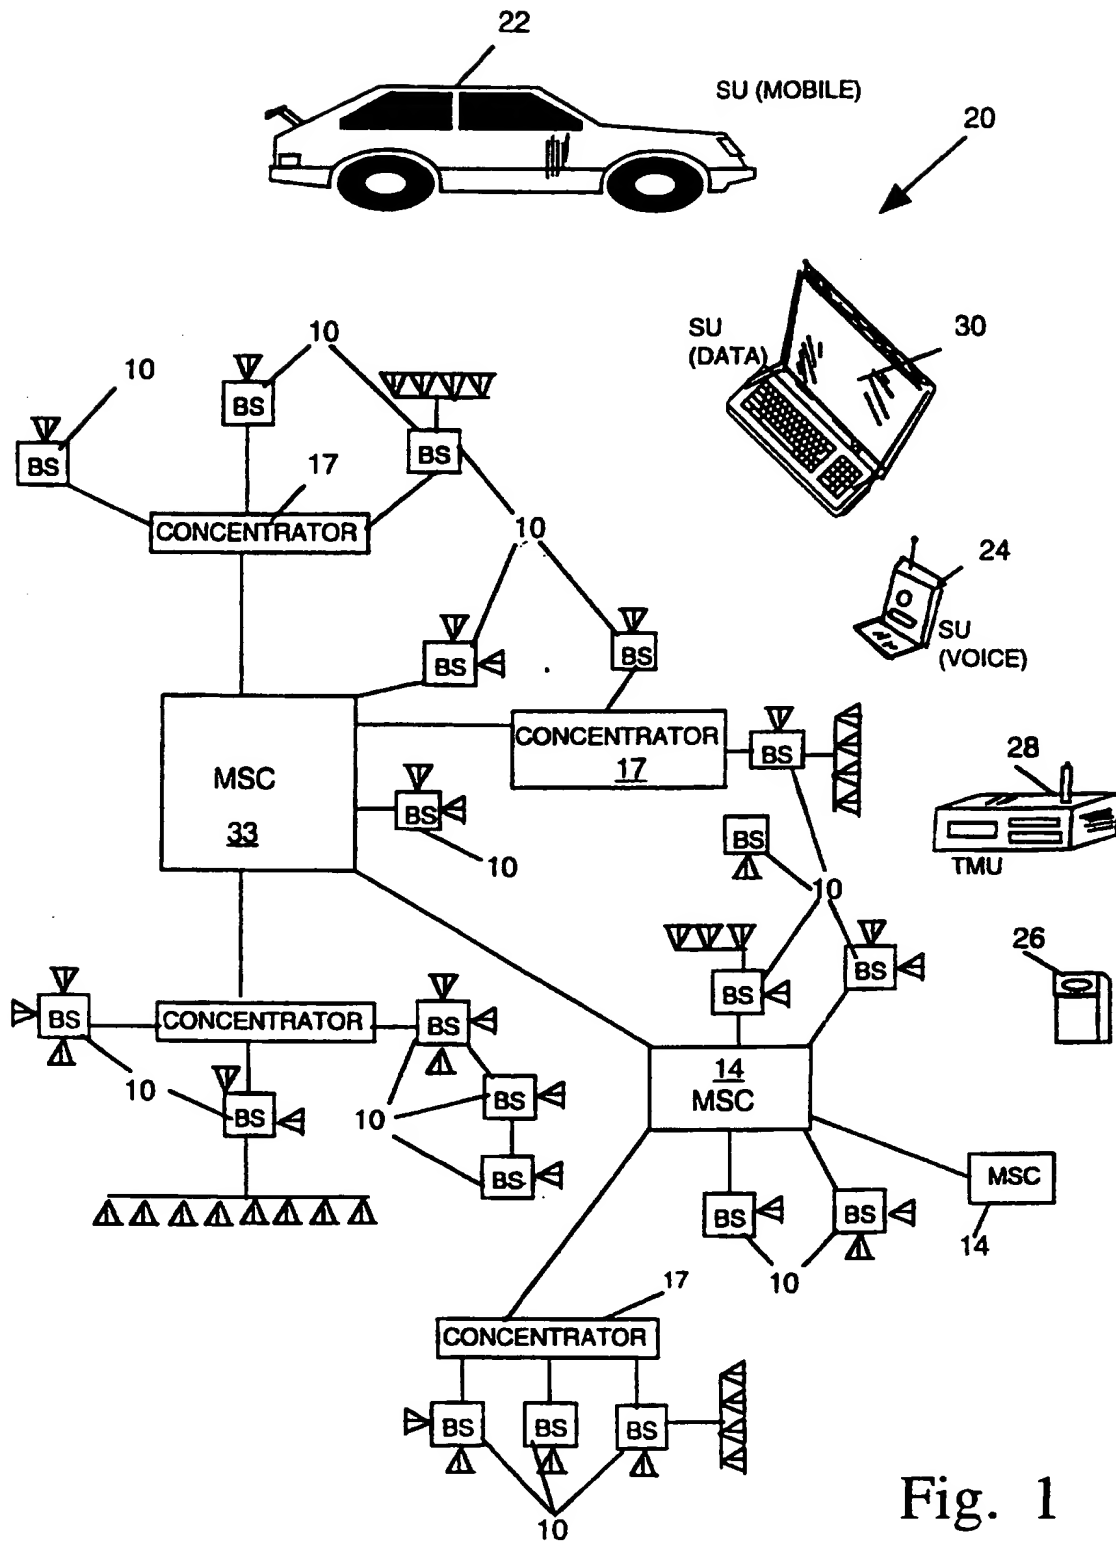 22
SU (MOBILE)
20
SU
(DATA)
30
10
10
BS
BS
BS
17
CONCENTRATOR
10
24
SU
(VOICE)
BS
BS
MSC
33
CONCENTRATOR
17
BS
28
TMU
BS
10
BS
10
BS
BS
26
BS
CONCENTRATOR
BS
10
BS
10
BS
BS
14
MSC
MSC
14
BS
BS
10
17
CONCENTRATOR
BS
BS
BS
10
Fig. 1